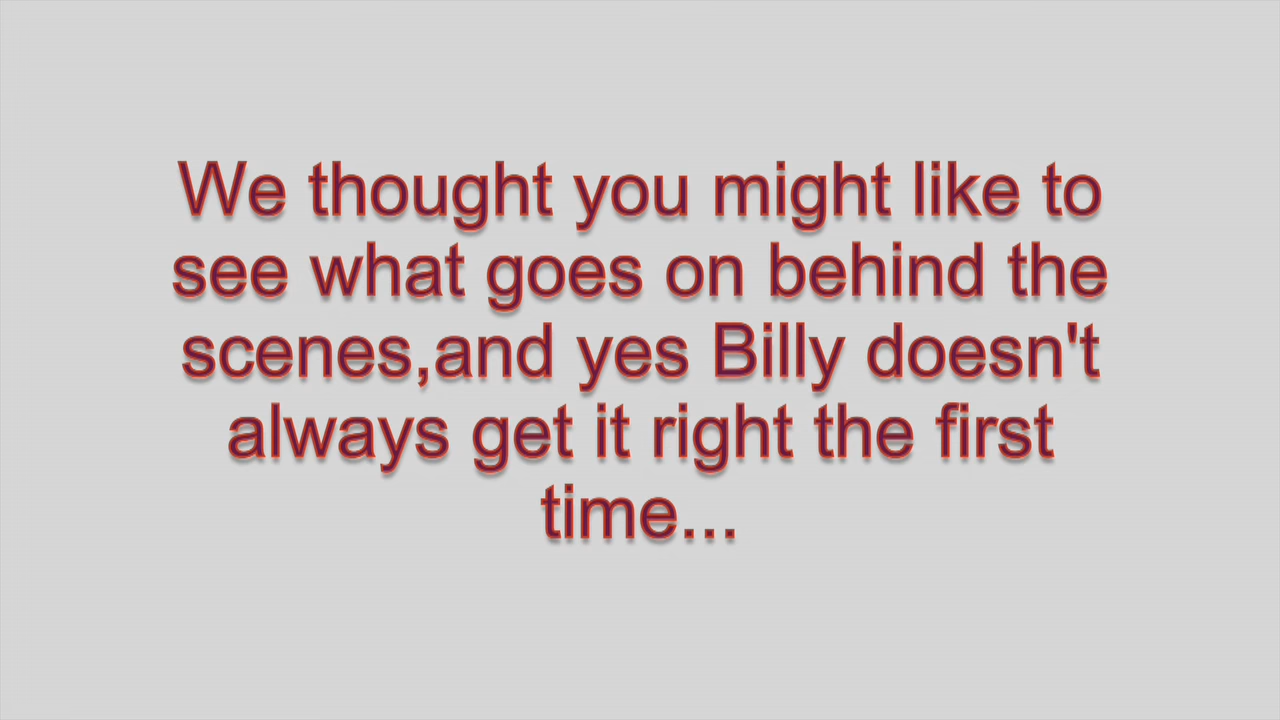 We thought you might like to
see what goes on behind the
scenes,and yes Billy doesn't
always get it right the first
time...